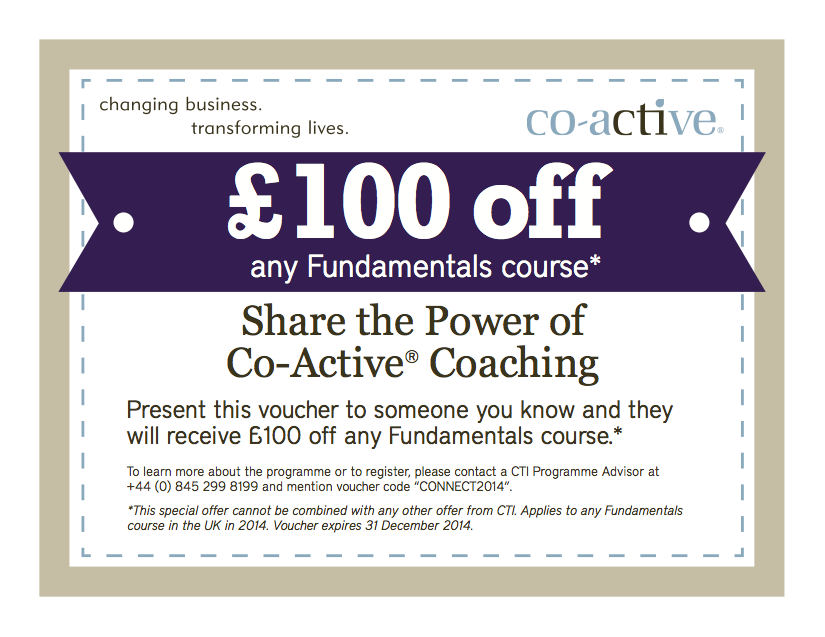 changing business.
transforming lives.
co-active®
£100 off
any Fundamentals course*
Share the Power of
Co-Active® Coaching
Present this voucher to someone you know and they
will receive £100 off any Fundamentals course.*
To learn more about the programme or to register, please contact a CTI Programme Advisor at
+44 (0) 845 299 8199 and mention voucher code “CONNECT2014”.
*This special offer cannot be combined with any other offer from CTI. Applies to any Fundamentals
course in the UK in 2014. Voucher expires 31 December 2014.